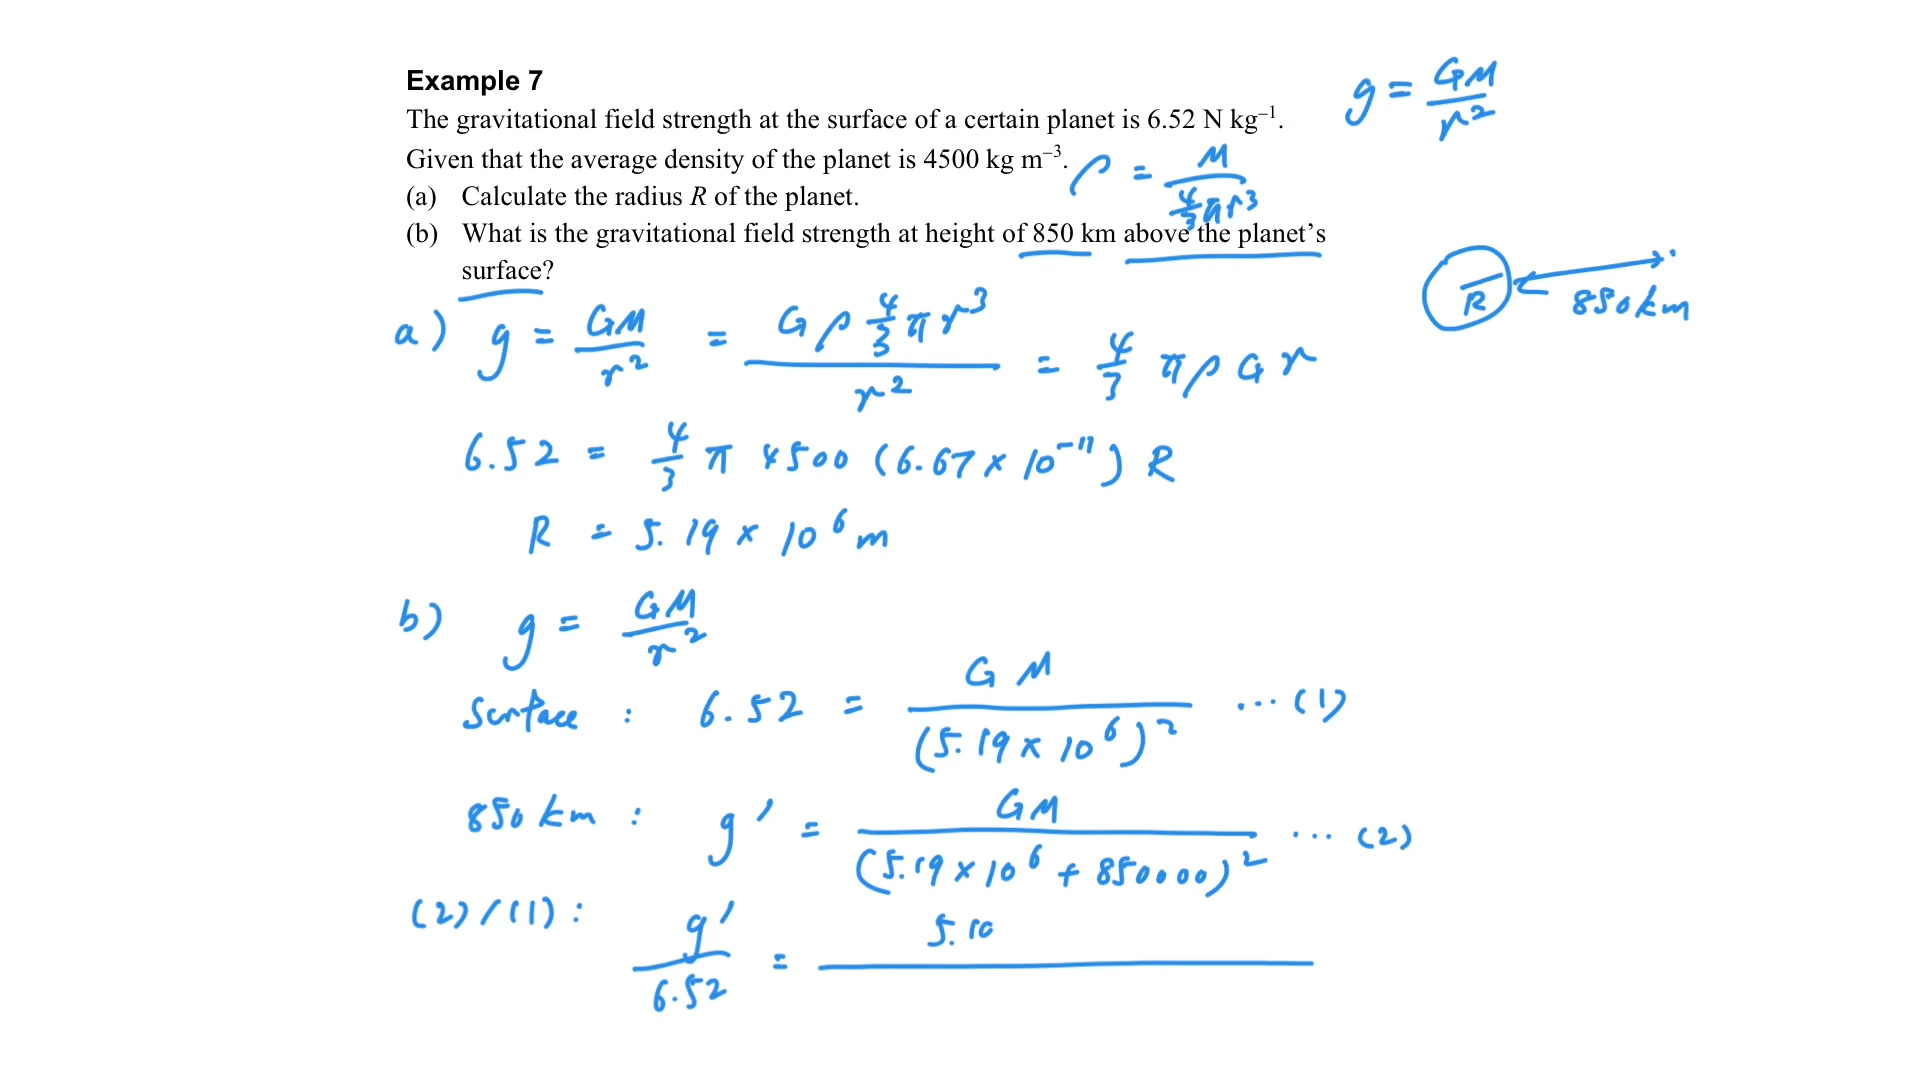 Example 7
The gravitational field strength at the surface of a certain planet is 6.52 N kg⁻¹.
g = GM / r²
Given that the average density of the planet is 4500 kg m⁻³.
ρ = M / (4/3 π r³)
(a) Calculate the radius R of the planet.
(b) What is the gravitational field strength at height of 850 km above the planet's
surface?
R 850km
a) g = GM / r² = G ρ 4/3 π r³ / r² = 4/3 π ρ G r
6.52 = 4/3 π 4500 (6.67 × 10⁻¹¹) R
R = 5.19 × 10⁶ m
b) g = GM / r²
Surface : 6.52 = GM / (5.19 × 10⁶)² ... (1)
850 km : g' = GM / (5.19 × 10⁶ + 850000)² ... (2)
(2)/(1) : g' / 6.52 = 5.10